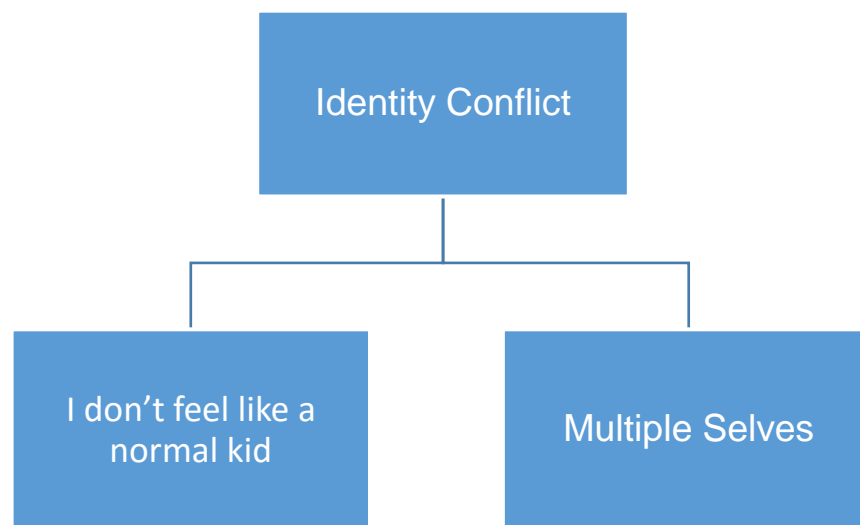 Identity Conflict
I don’t feel like a
normal kid
Multiple Selves